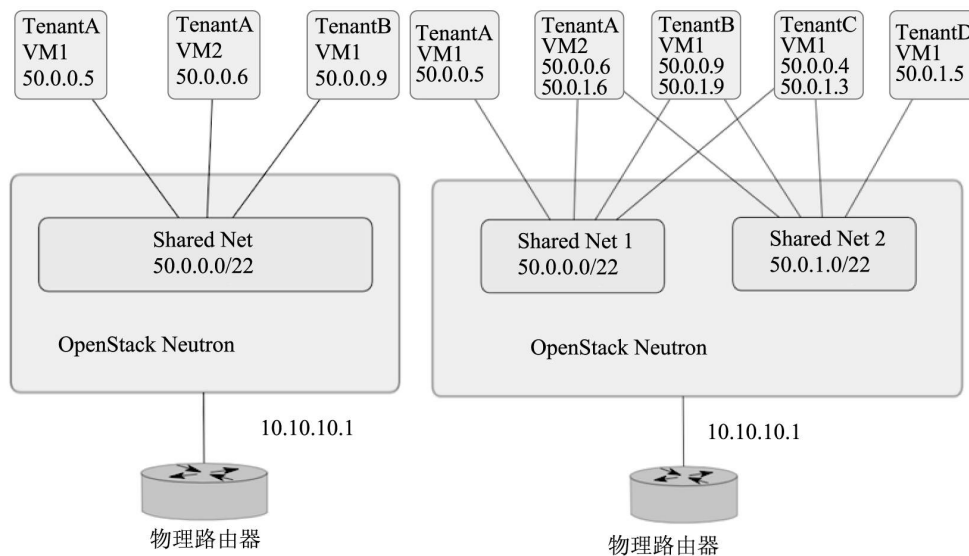 TenantA
VM1
50.0.0.5
TenantA
VM2
50.0.0.6
TenantB
VM1
50.0.0.9
Shared Net
50.0.0.0/22
OpenStack Neutron
10.10.10.1
物理路由器
TenantA
VM1
50.0.0.5
TenantA
VM2
50.0.0.6
50.0.1.6
TenantB
VM1
50.0.0.9
50.0.1.9
TenantC
VM1
50.0.0.4
50.0.1.3
TenantD
VM1
50.0.1.5
Shared Net 1
50.0.0.0/22
Shared Net 2
50.0.1.0/22
OpenStack Neutron
10.10.10.1
物理路由器